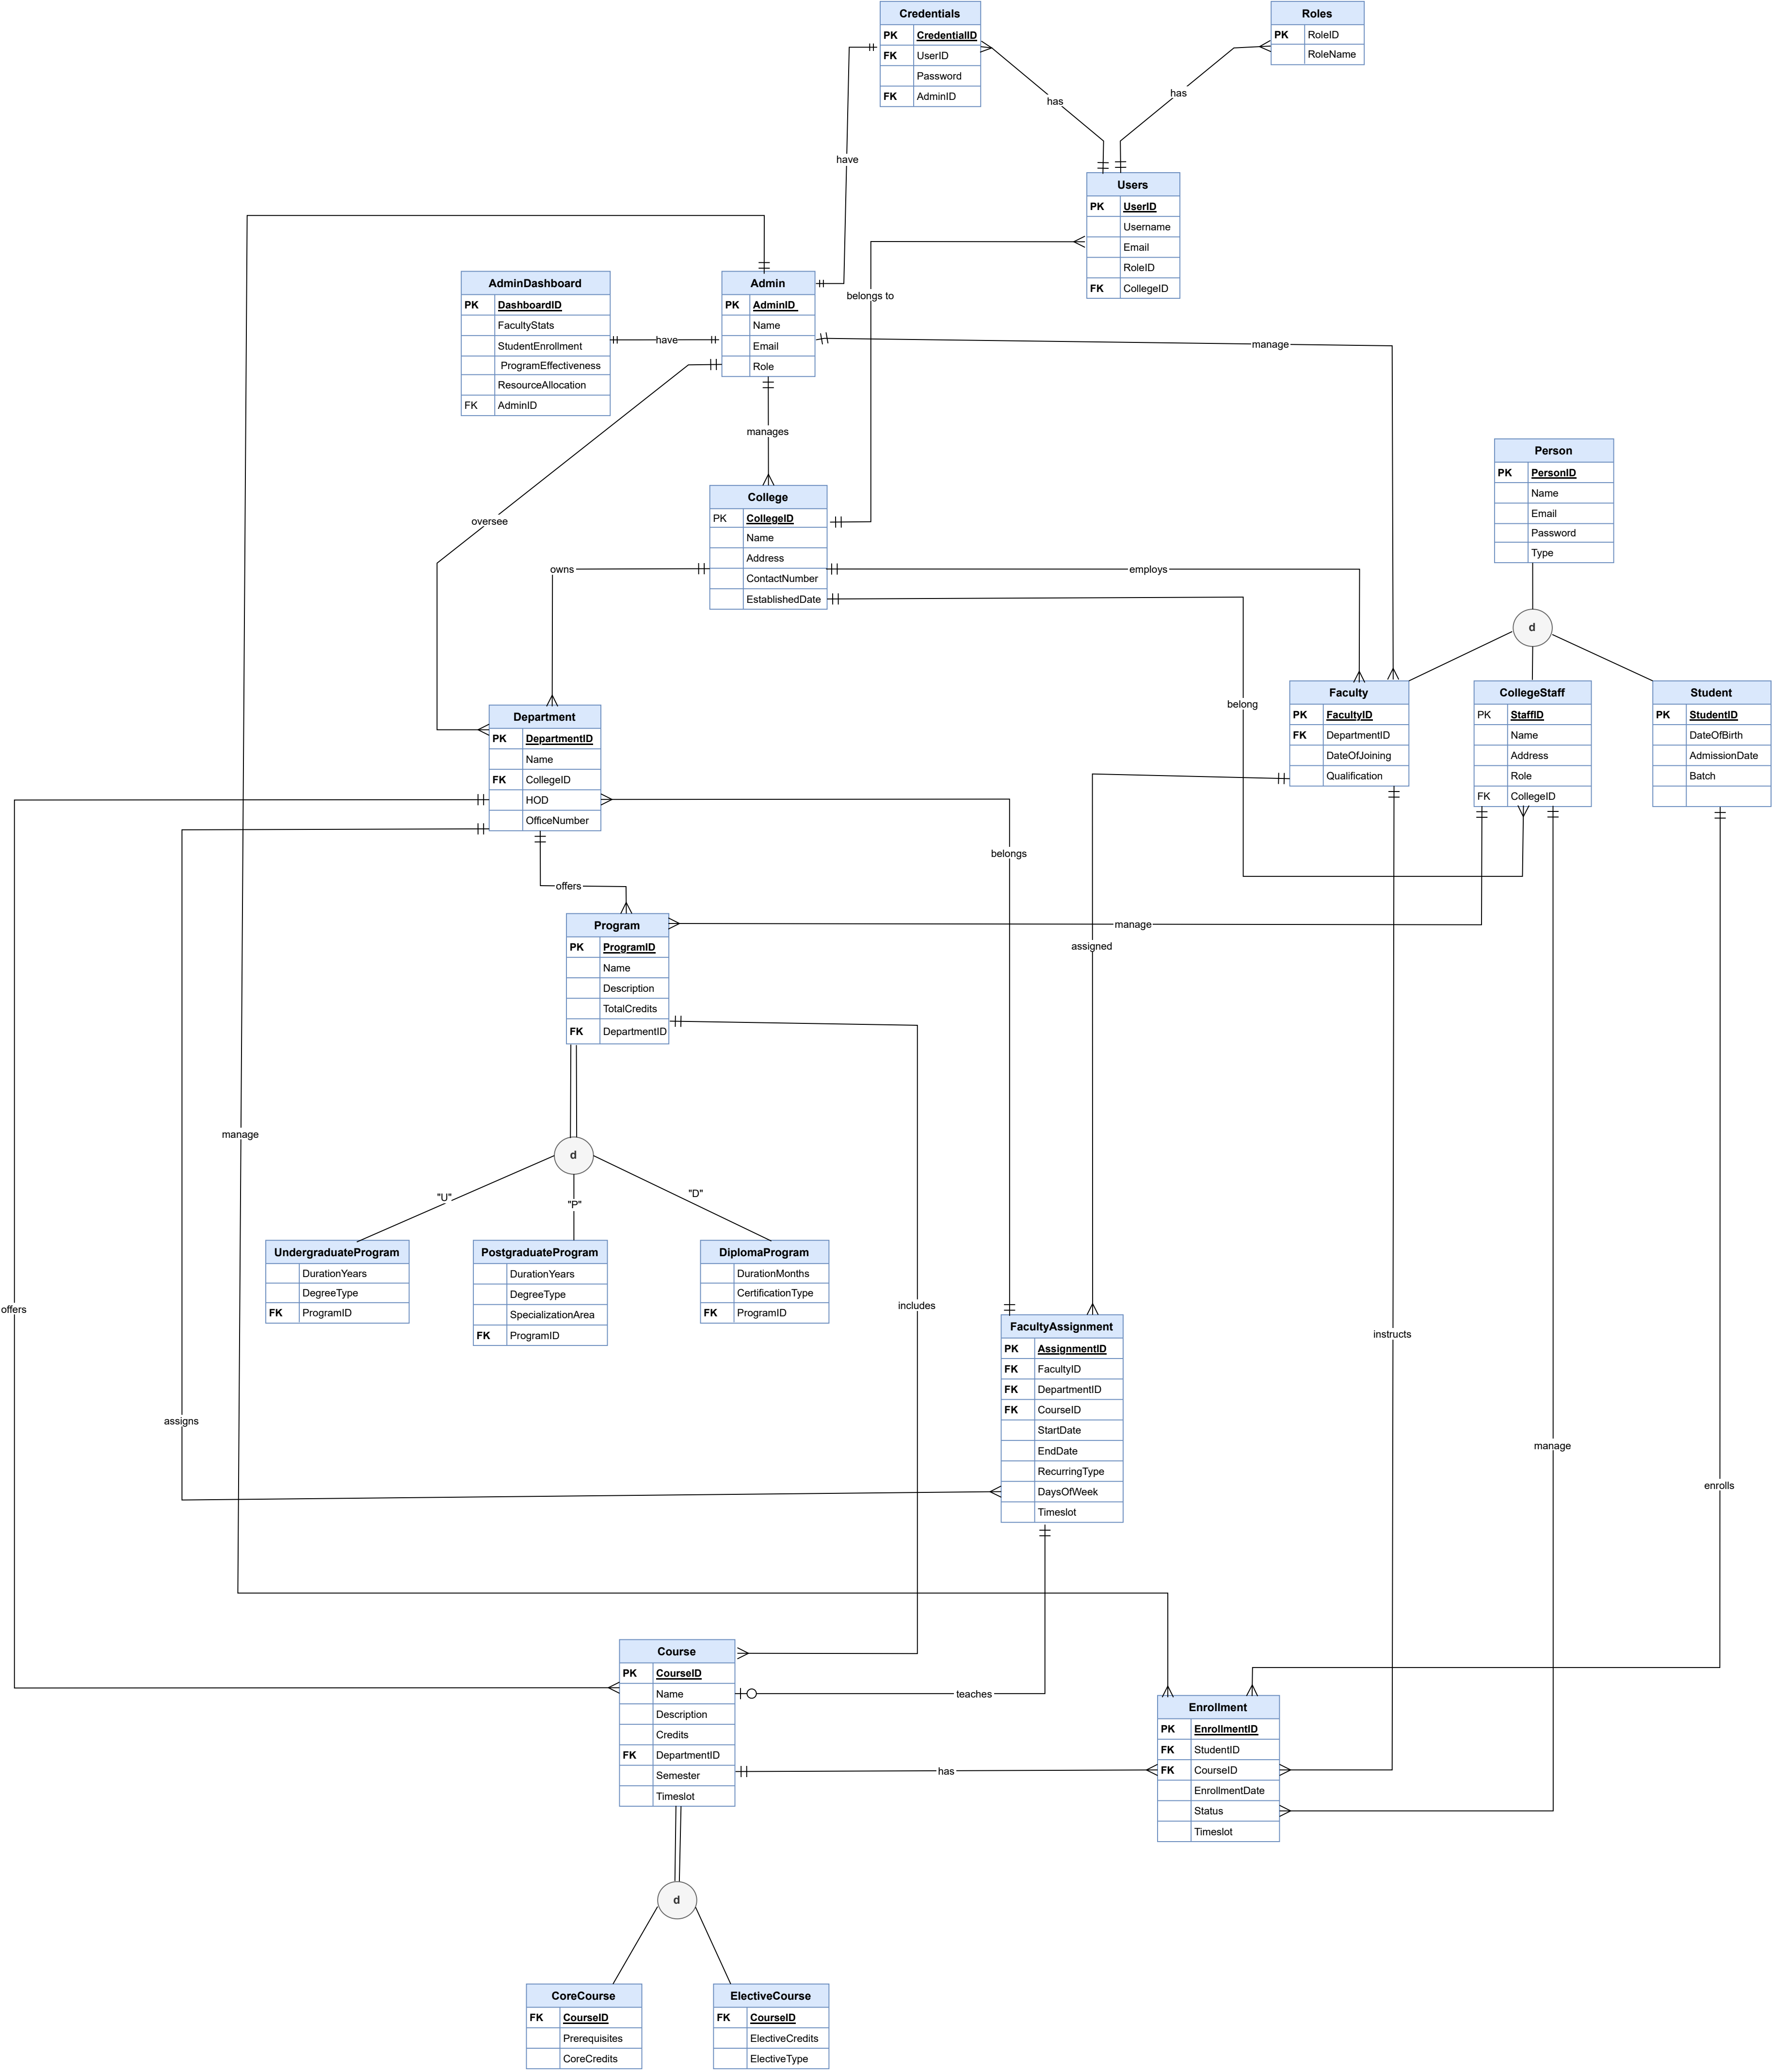 Credentials
PK CredentialID
FK UserID
Password
FK AdminID
Roles
PK RoleID
RoleName
has
has
have
Users
PK UserID
Username
Email
RoleID
FK CollegeID
AdminDashboard
PK DashboardID
FacultyStats
StudentEnrollment
ProgramEffectiveness
ResourceAllocation
FK AdminID
have
Admin
PK AdminID
Name
Email
Role
belongs to
manage
manages
oversee
College
PK CollegeID
Name
Address
ContactNumber
EstablishedDate
Person
PK PersonID
Name
Email
Password
Type
d
owns
employs
belong
Faculty
PK FacultyID
FK DepartmentID
DateOfJoining
Qualification
CollegeStaff
PK StaffID
Name
Address
Role
FK CollegeID
Student
PK StudentID
DateOfBirth
AdmissionDate
Batch
Department
PK DepartmentID
Name
FK CollegeID
HOD
OfficeNumber
belongs
offers
manage
assigned
Program
PK ProgramID
Name
Description
TotalCredits
FK DepartmentID
manage
d
"U"
"P"
"D"
UndergraduateProgram
DurationYears
DegreeType
FK ProgramID
PostgraduateProgram
DurationYears
DegreeType
SpecializationArea
FK ProgramID
DiplomaProgram
DurationMonths
CertificationType
FK ProgramID
offers
includes
instructs
assigns
manage
enrolls
FacultyAssignment
PK AssignmentID
FK FacultyID
FK DepartmentID
FK CourseID
StartDate
EndDate
RecurringType
DaysOfWeek
Timeslot
Course
PK CourseID
Name
Description
Credits
FK DepartmentID
Semester
Timeslot
teaches
has
Enrollment
PK EnrollmentID
FK StudentID
FK CourseID
EnrollmentDate
Status
Timeslot
d
CoreCourse
FK CourseID
Prerequisites
CoreCredits
ElectiveCourse
FK CourseID
ElectiveCredits
ElectiveType